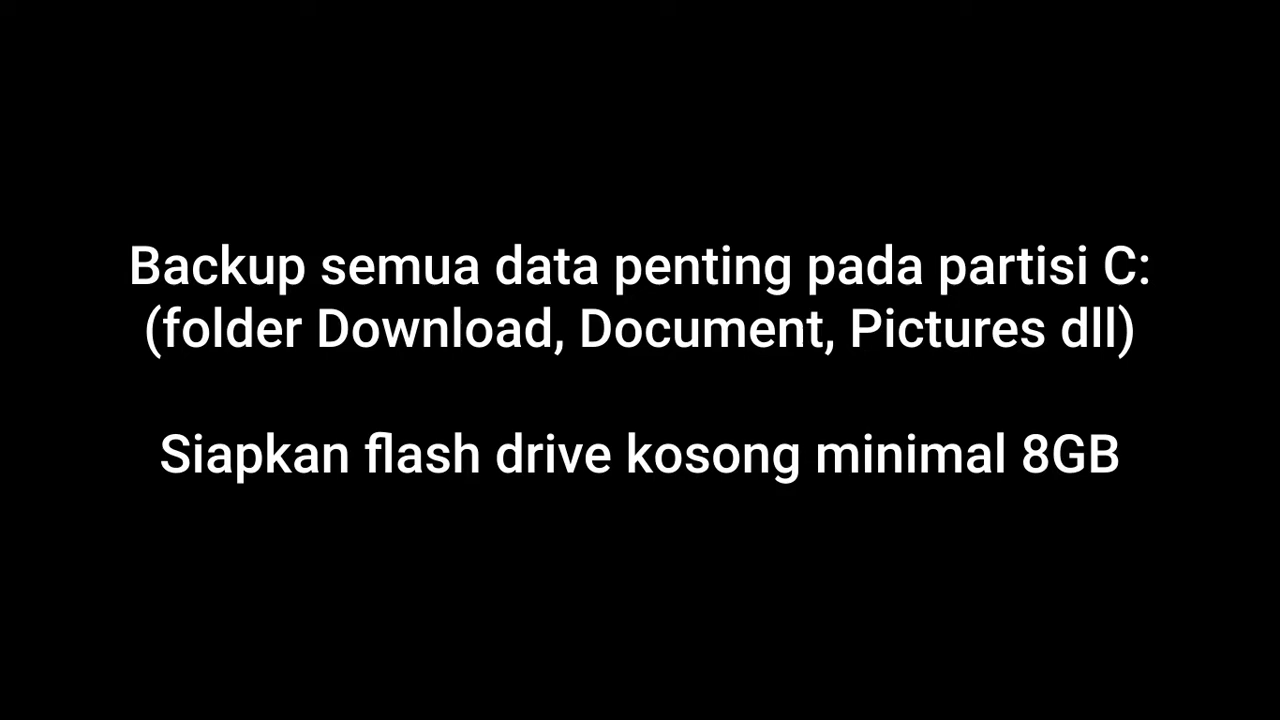 Backup semua data penting pada partisi C:
(folder Download, Document, Pictures dll)
Siapkan flash drive kosong minimal 8GB